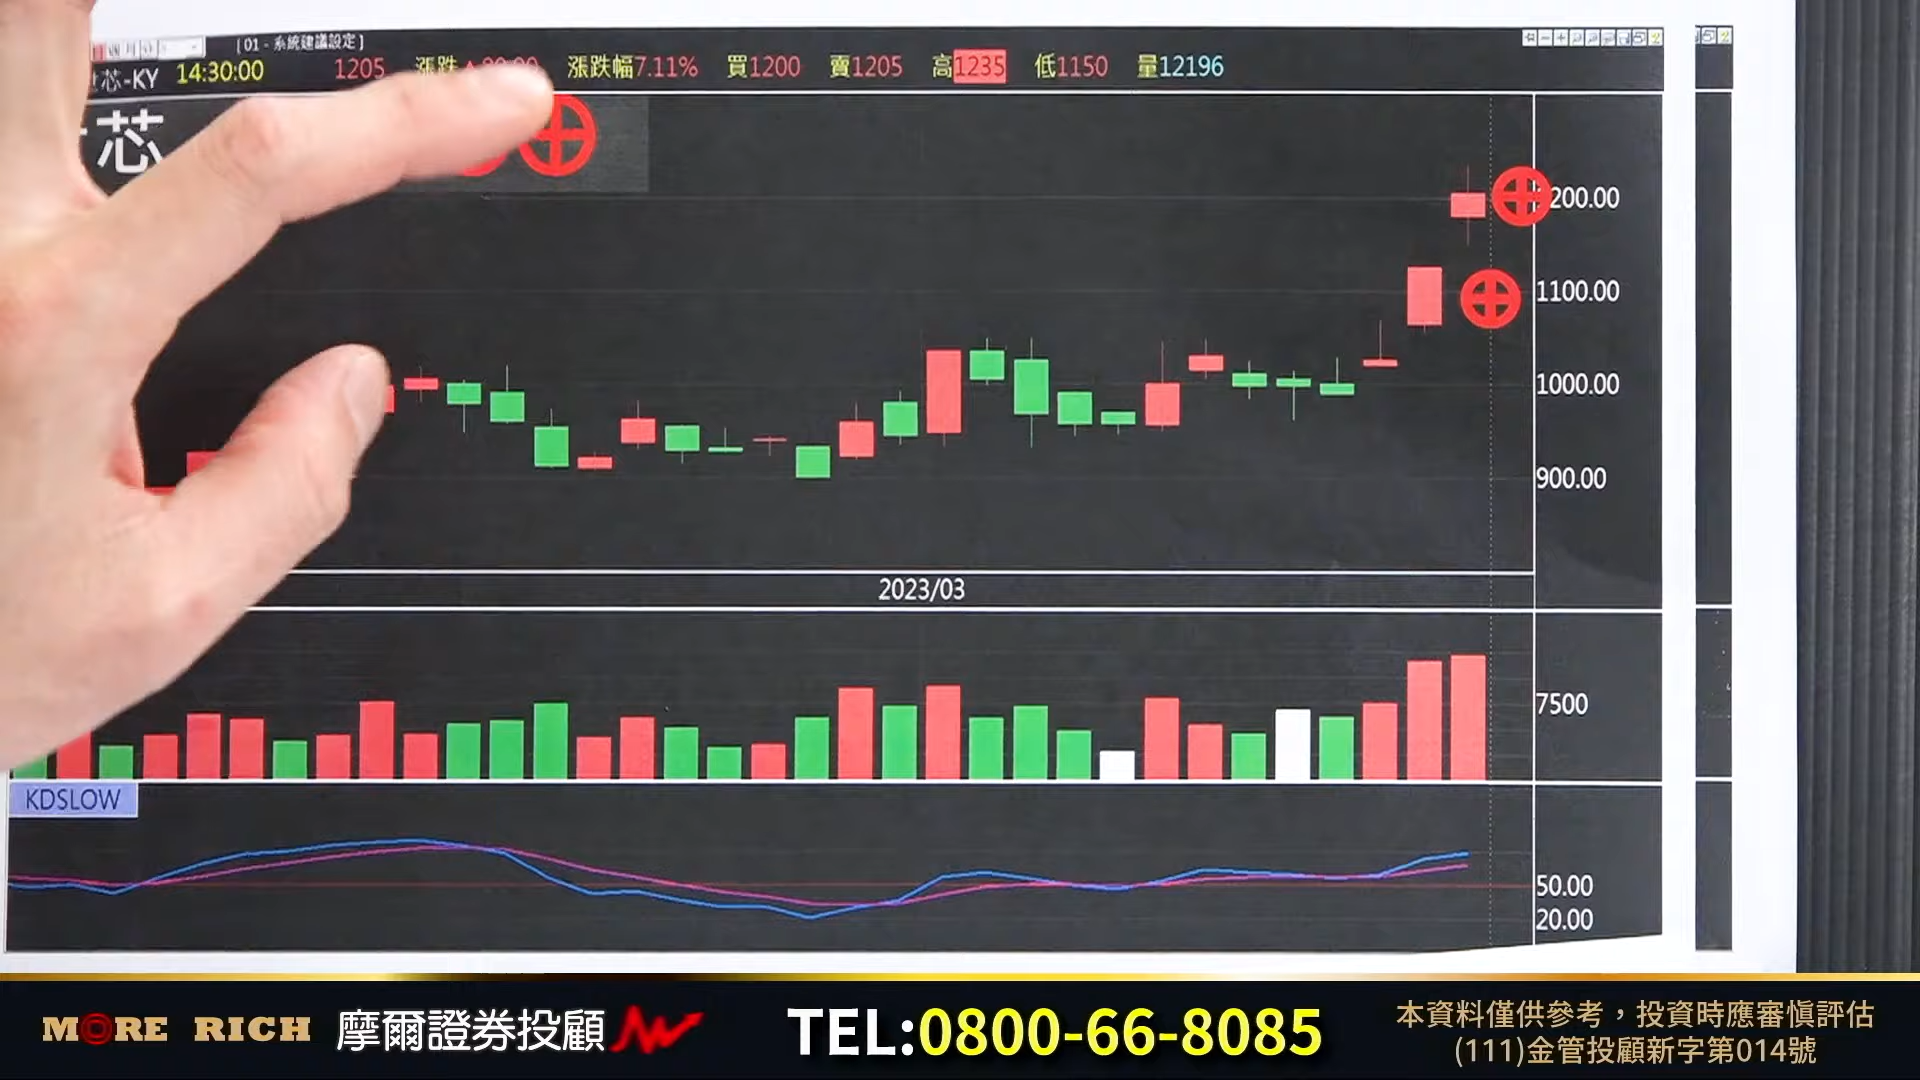 [ 01 - 系統建議設定 ]
芯-KY 14:30:00 1205 漲跌 漲跌幅7.11% 買1200 賣1205 高1235 低1150 量12196
芯
200.00
1100.00
1000.00
900.00
2023/03
7500
KDSLOW
50.00
20.00
MORE RICH 摩爾證券投顧 TEL:0800-66-8085
本資料僅供參考，投資時應審慎評估
(111)金管投顧新字第014號